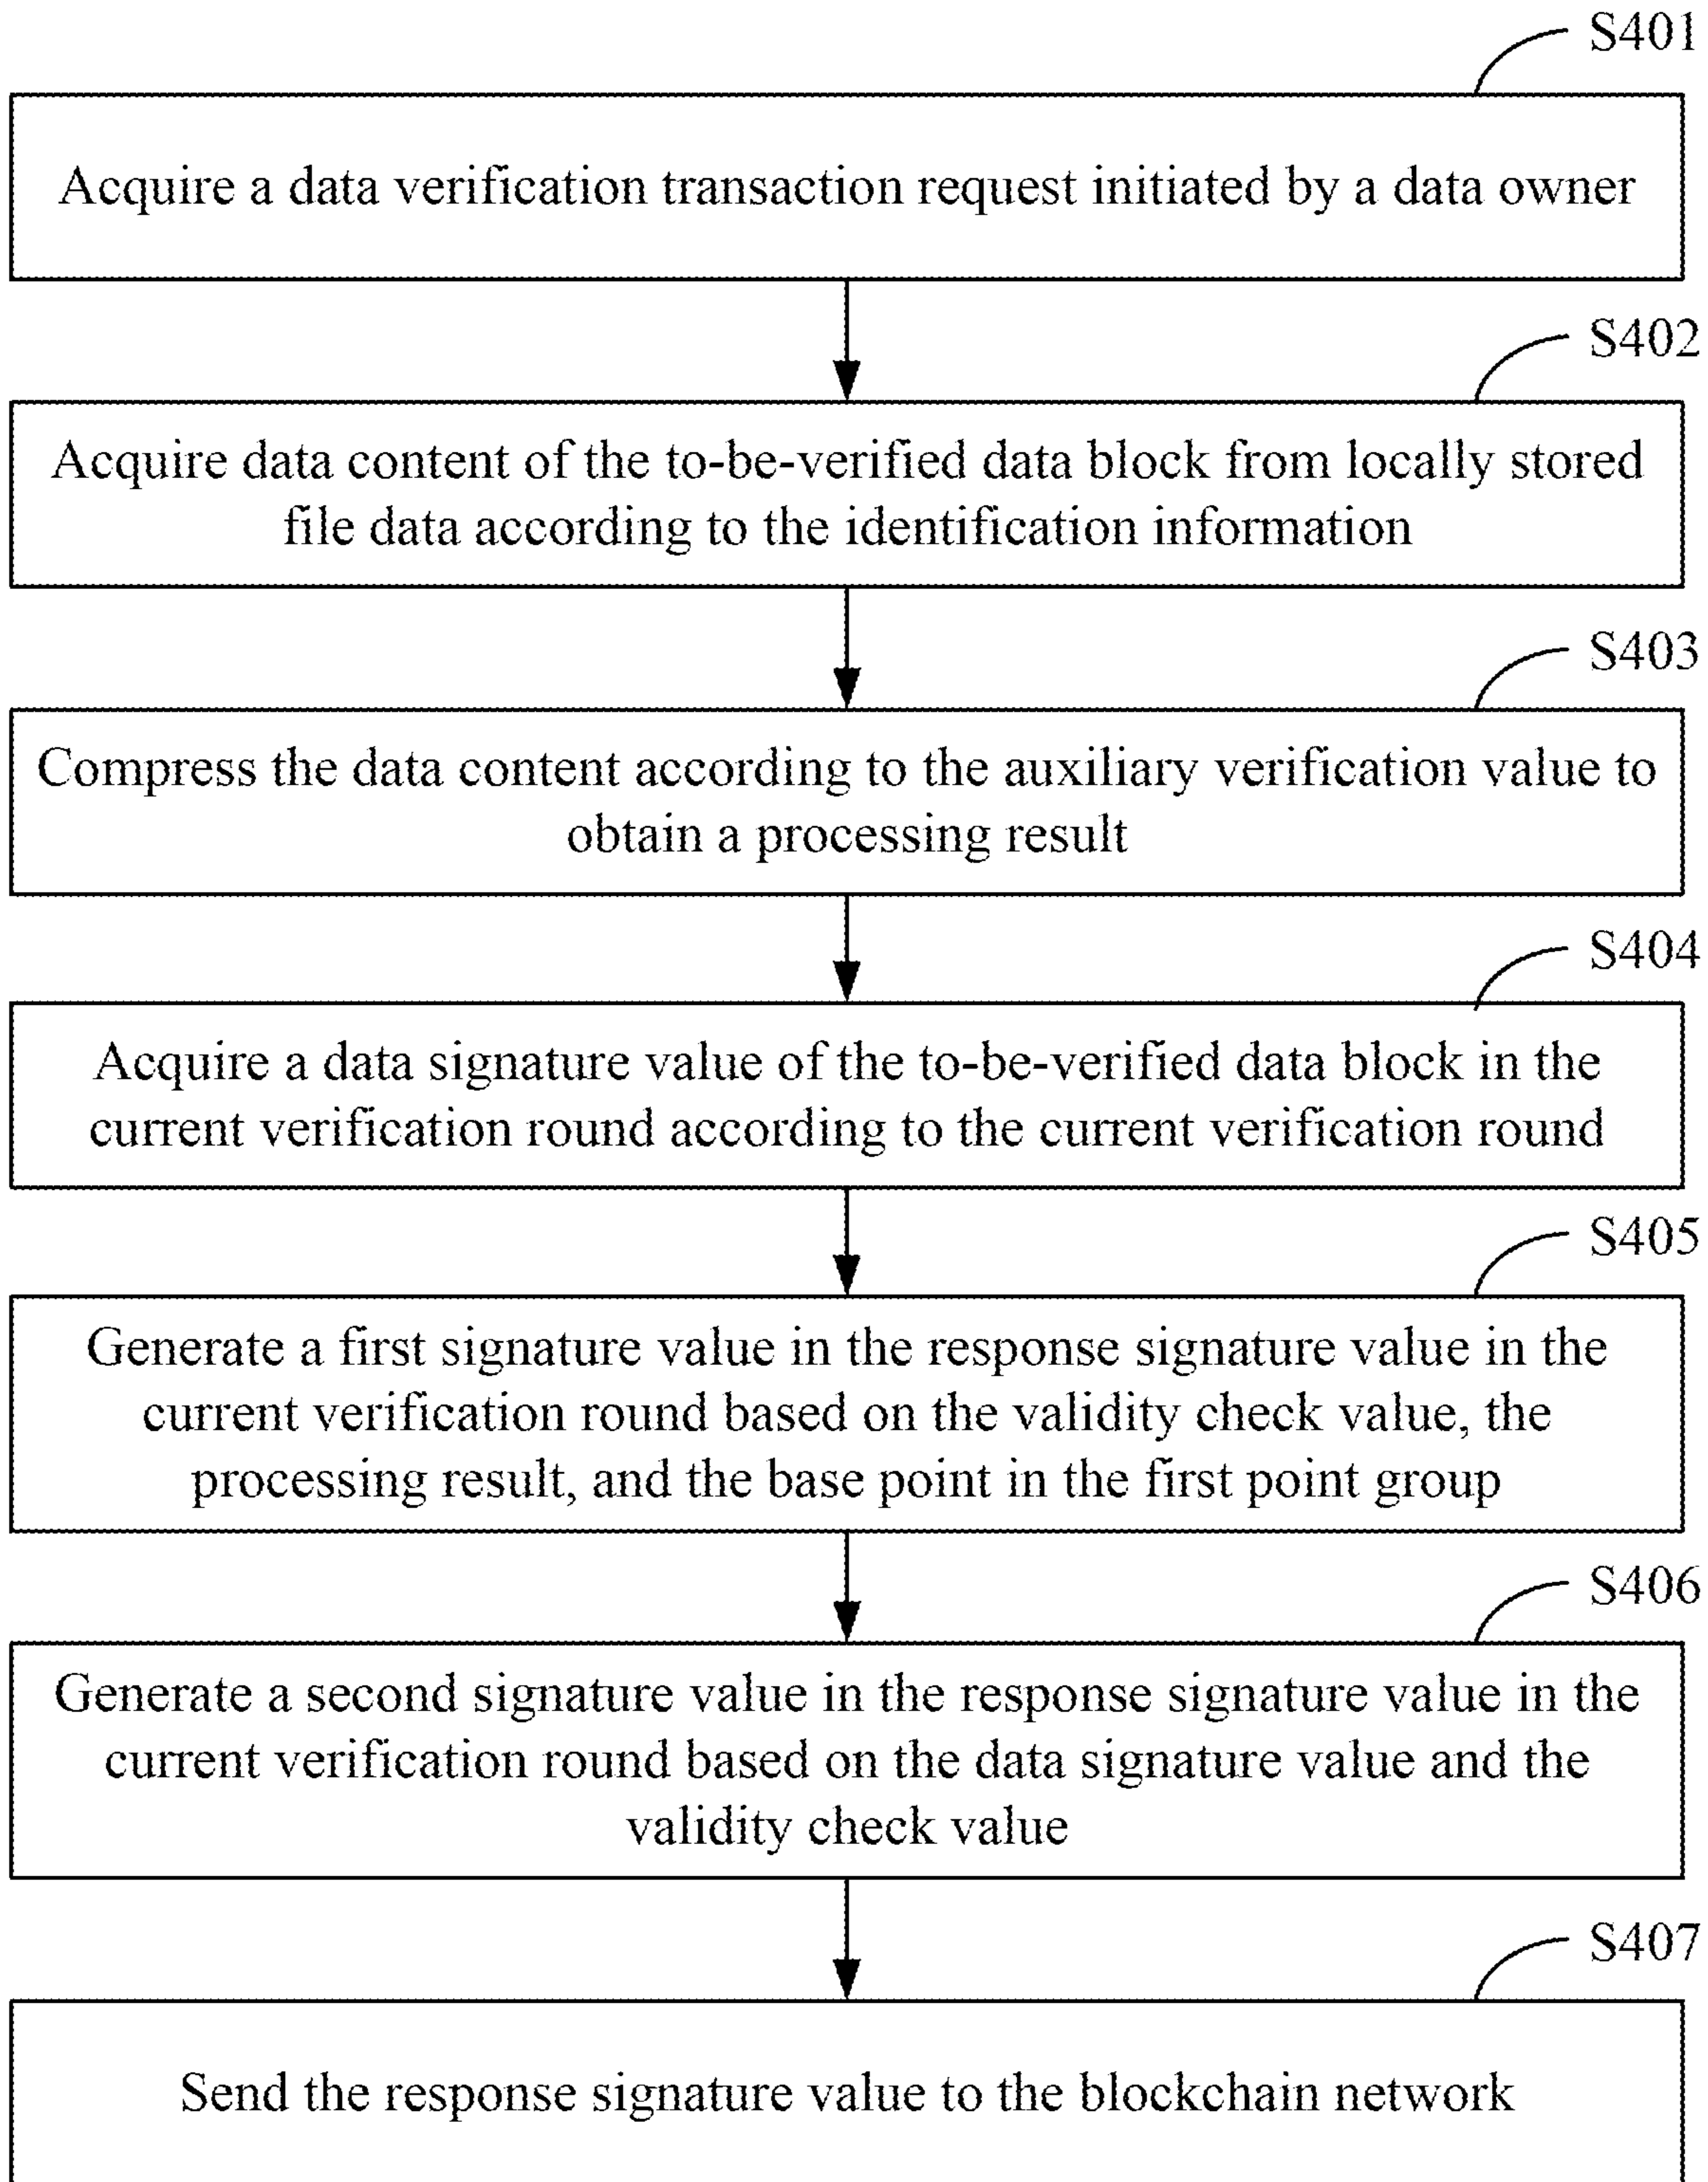 S401
Acquire a data verification transaction request initiated by a data owner
S402
Acquire data content of the to-be-verified data block from locally stored
file data according to the identification information
S403
Compress the data content according to the auxiliary verification value to
obtain a processing result
S404
Acquire a data signature value of the to-be-verified data block in the
current verification round according to the current verification round
S405
Generate a first signature value in the response signature value in the
current verification round based on the validity check value, the
processing result, and the base point in the first point group
S406
Generate a second signature value in the response signature value in the
current verification round based on the data signature value and the
validity check value
S407
Send the response signature value to the blockchain network